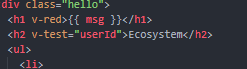 div class="hello">
<h1 v-red>{{ msg }}</h1>
<h2 v-test="userId">Ecosystem</h2>
<ul>
<li>